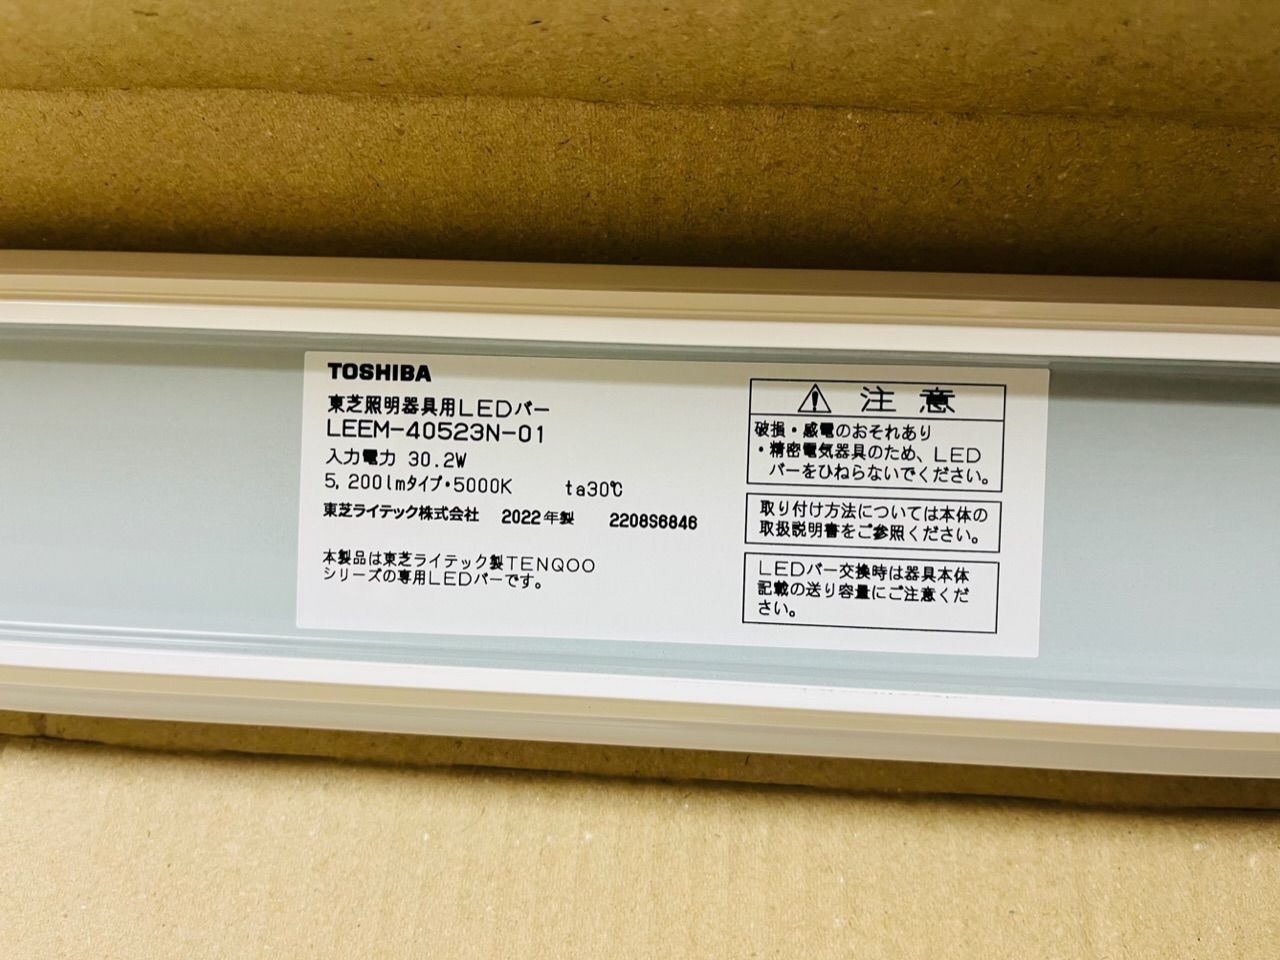 TOSHIBA
東芝照明器具用LEDバー
LEEM-40523N-01
入力電力 30.2W
5,200lmタイプ・5000K ta30℃
東芝ライテック株式会社 2022年製 2208S6846
本製品は東芝ライテック製TENQOO
シリーズの専用LEDバーです。
⚠ 注意
破損・感電のおそれあり
・精密電気器具のため、LED
バーをひねらないでください。
取り付け方法については本体の
取扱説明書をご参照ください。
LEDバー交換時は器具本体
記載の送り容量にご注意くだ
さい。